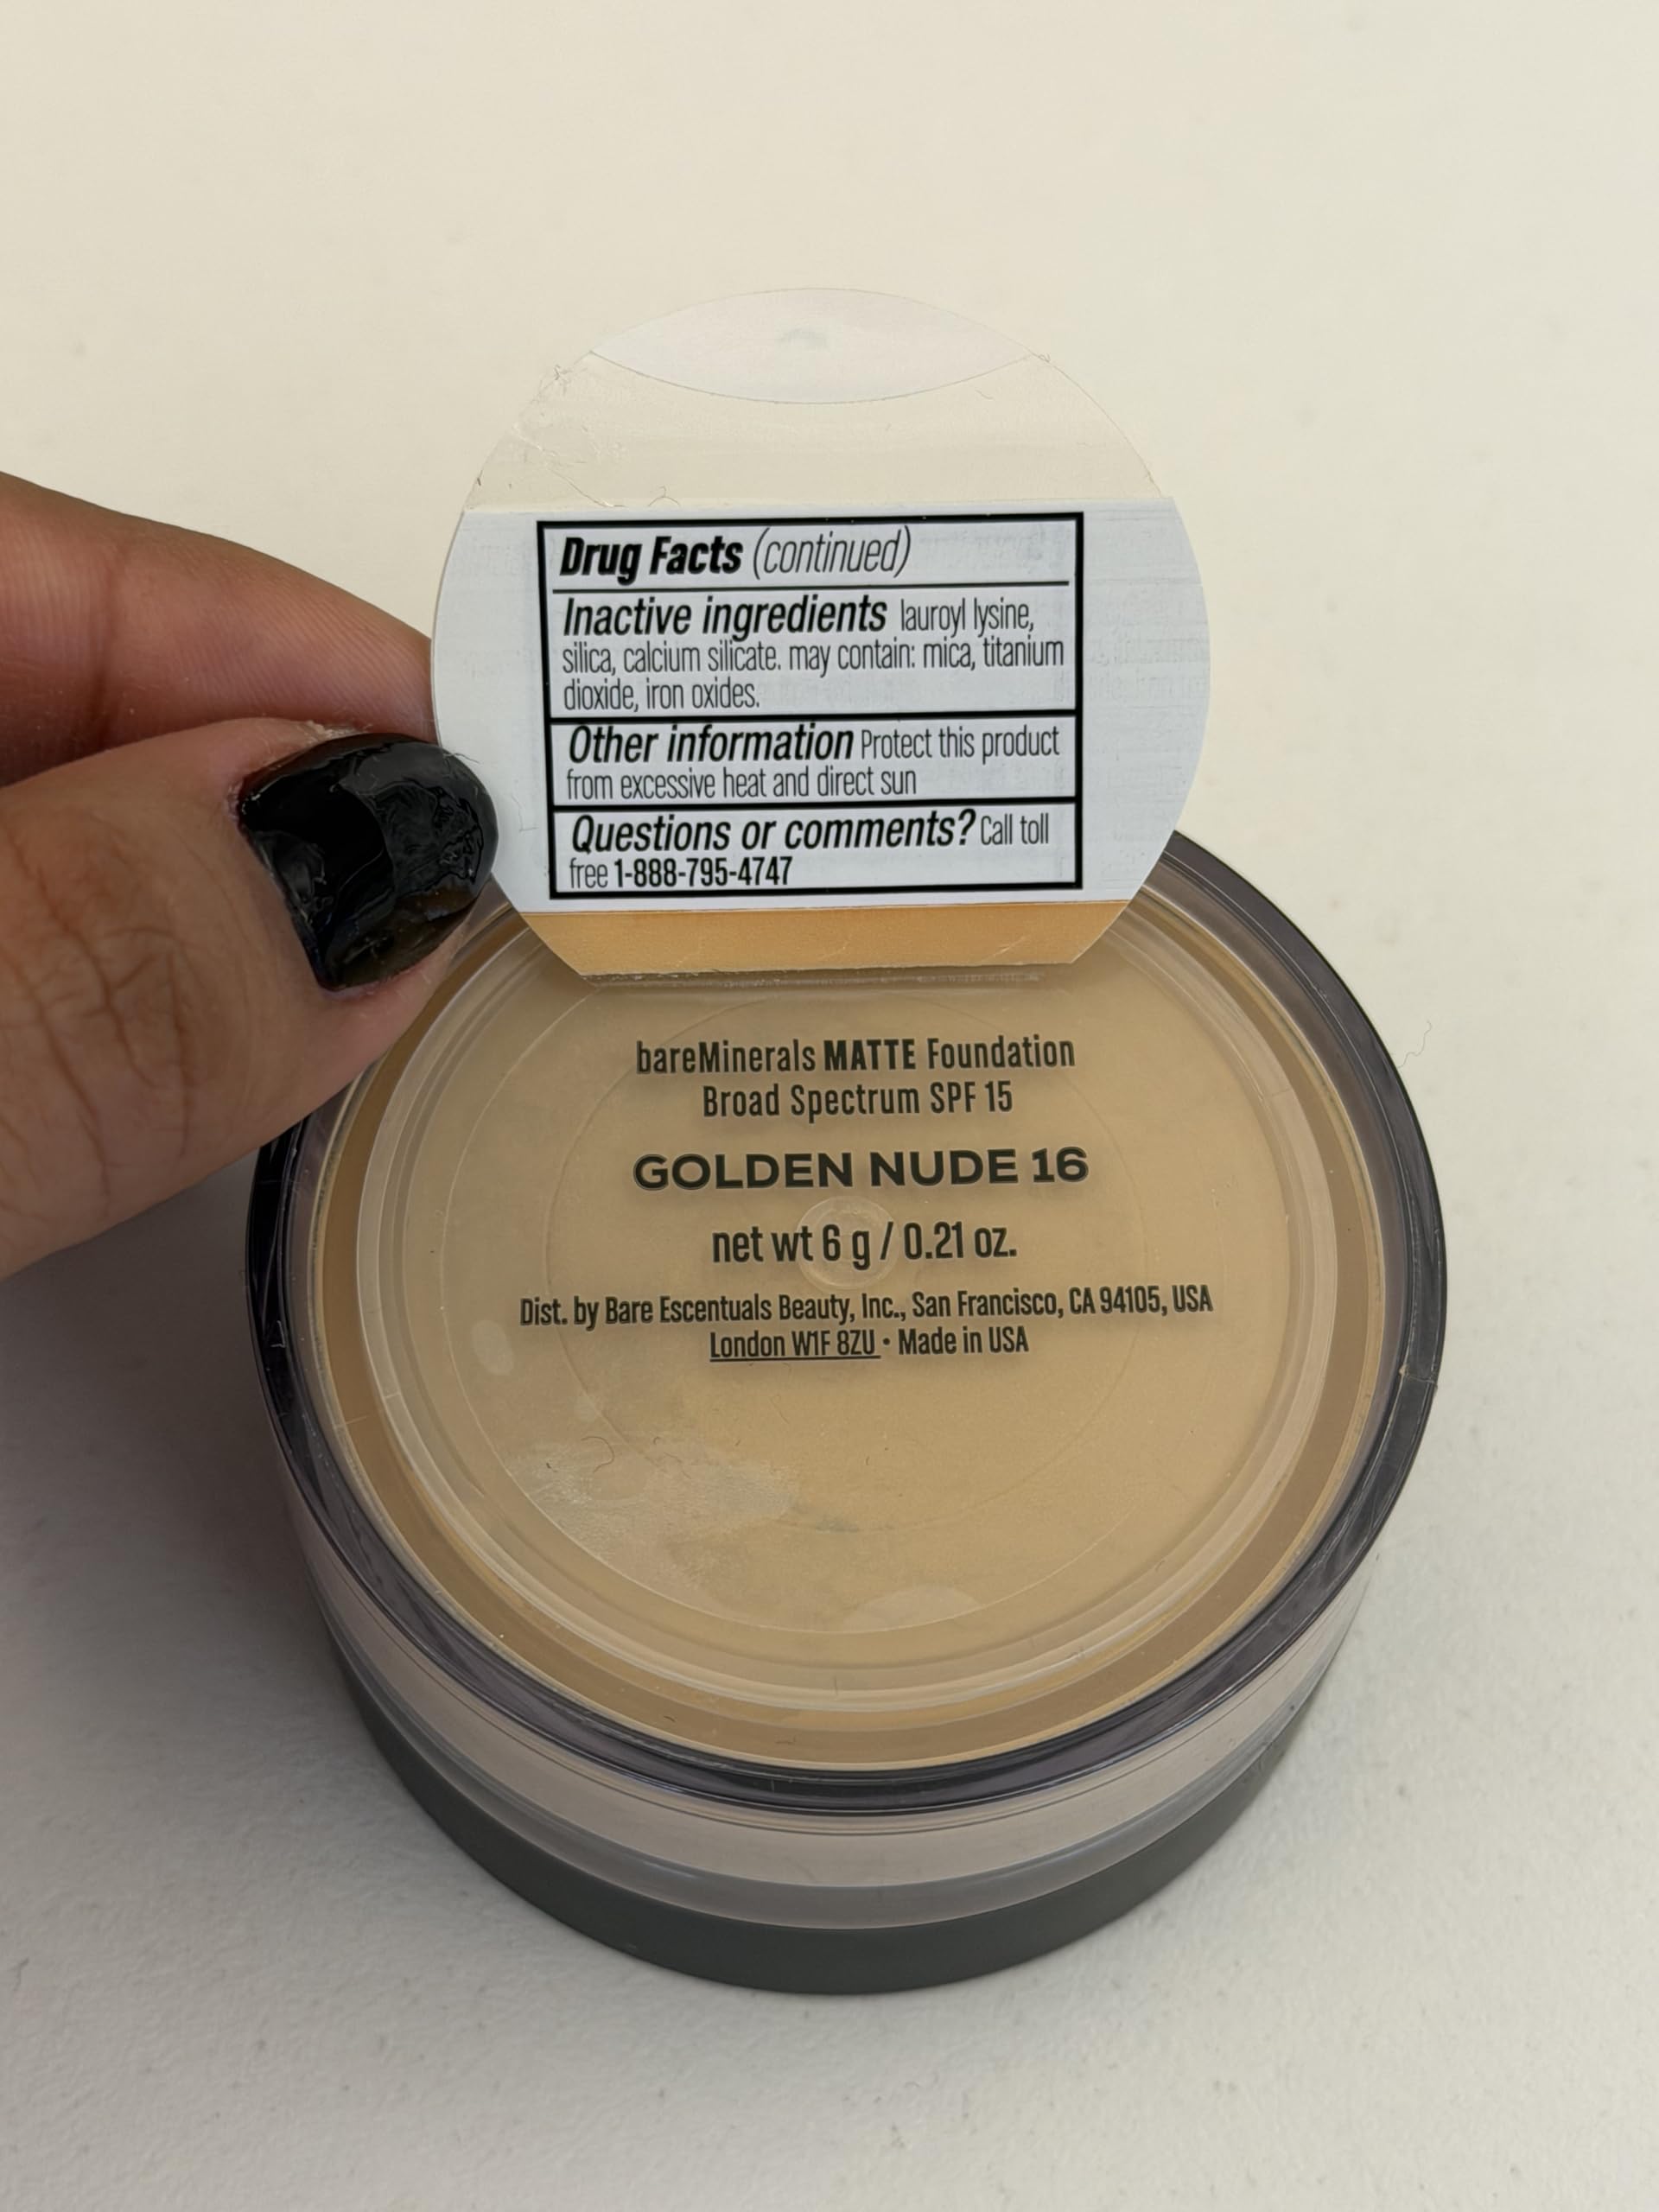 Drug Facts (continued)
Inactive ingredients lauroyl lysine,
silica, calcium silicate. may contain: mica, titanium
dioxide, iron oxides.
Other information Protect this product
from excessive heat and direct sun
Questions or comments? Call toll
free 1-888-795-4747
bareMinerals MATTE Foundation
Broad Spectrum SPF 15
GOLDEN NUDE 16
net wt 6 g / 0.21 oz.
Dist. by Bare Escentuals Beauty, Inc., San Francisco, CA 94105, USA
London W1F 8ZU • Made in USA